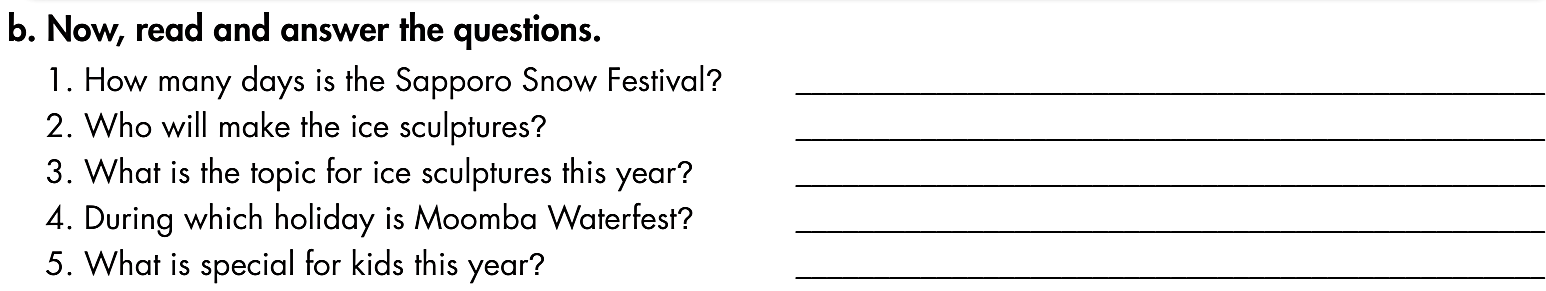 b. Now, read and answer the questions.
1. How many days is the Sapporo Snow Festival?
2. Who will make the ice sculptures?
3. What is the topic for ice sculptures this year?
4. During which holiday is Moomba Waterfest?
5. What is special for kids this year?